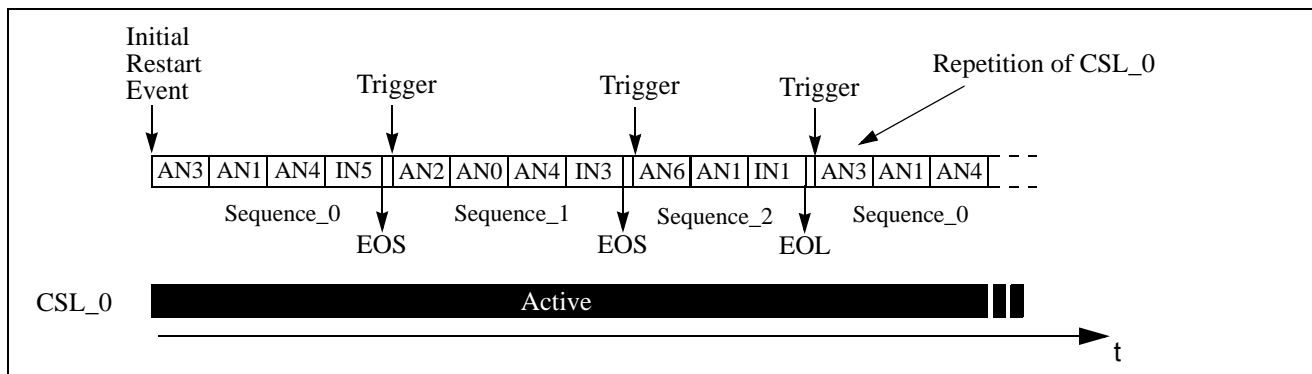 Initial
Restart
Event
Trigger
Trigger
Trigger
Repetition of CSL_0
AN3 AN1 AN4 IN5 AN2 AN0 AN4 IN3 AN6 AN1 IN1 AN3 AN1 AN4
Sequence_0 Sequence_1 Sequence_2 Sequence_0
EOS EOS EOL
CSL_0 Active
t